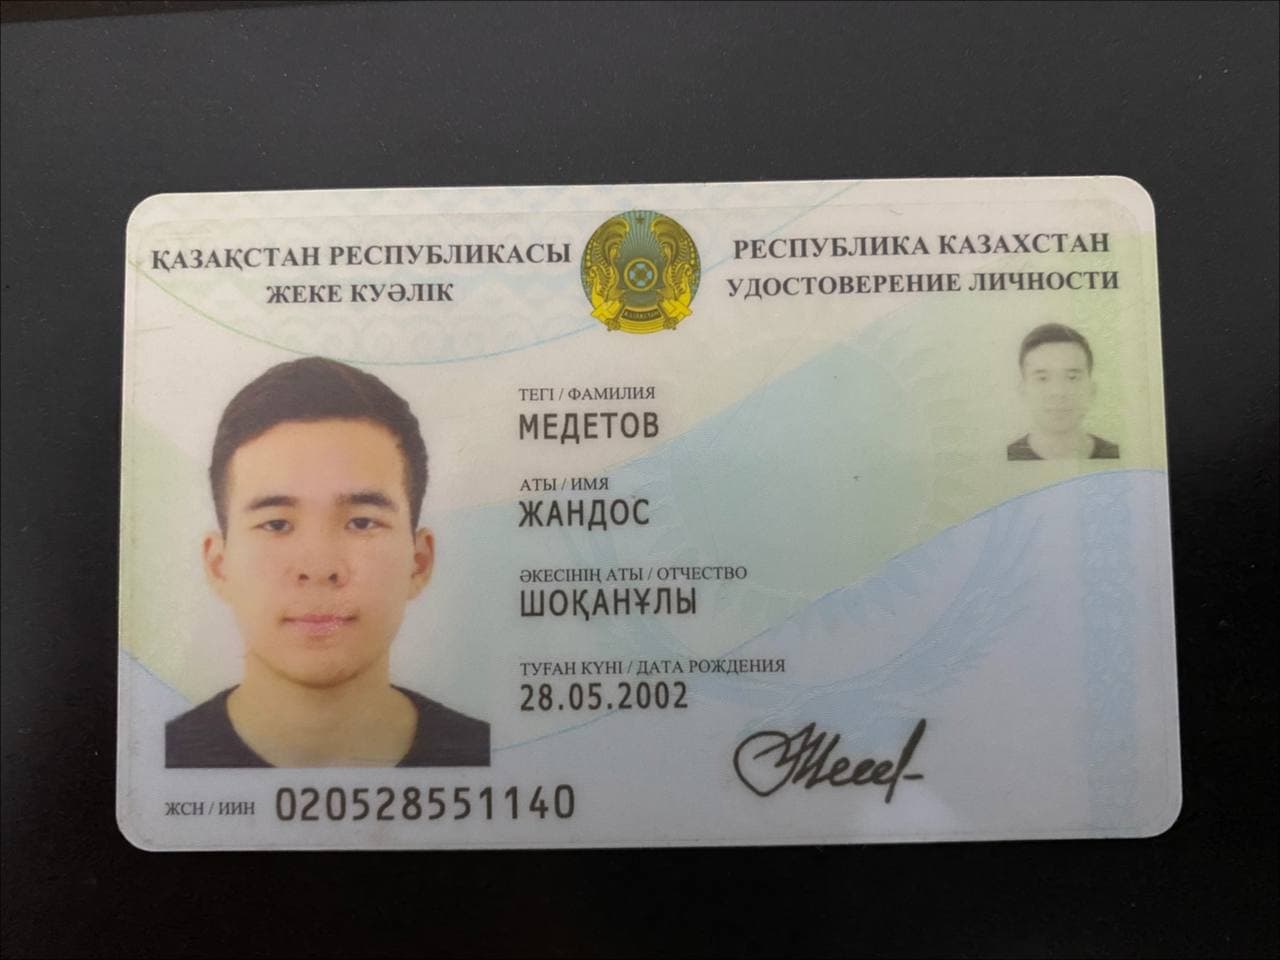 ҚАЗАҚСТАН РЕСПУБЛИКАСЫ
ЖЕКЕ КУӘЛІК
РЕСПУБЛИКА КАЗАХСТАН
УДОСТОВЕРЕНИЕ ЛИЧНОСТИ
ТЕГІ / ФАМИЛИЯ
МЕДЕТОВ
АТЫ / ИМЯ
ЖАНДОС
ӘКЕСІНІҢ АТЫ / ОТЧЕСТВО
ШОҚАНҰЛЫ
ТУҒАН КҮНІ / ДАТА РОЖДЕНИЯ
28.05.2002
ЖСН / ИИН 020528551140